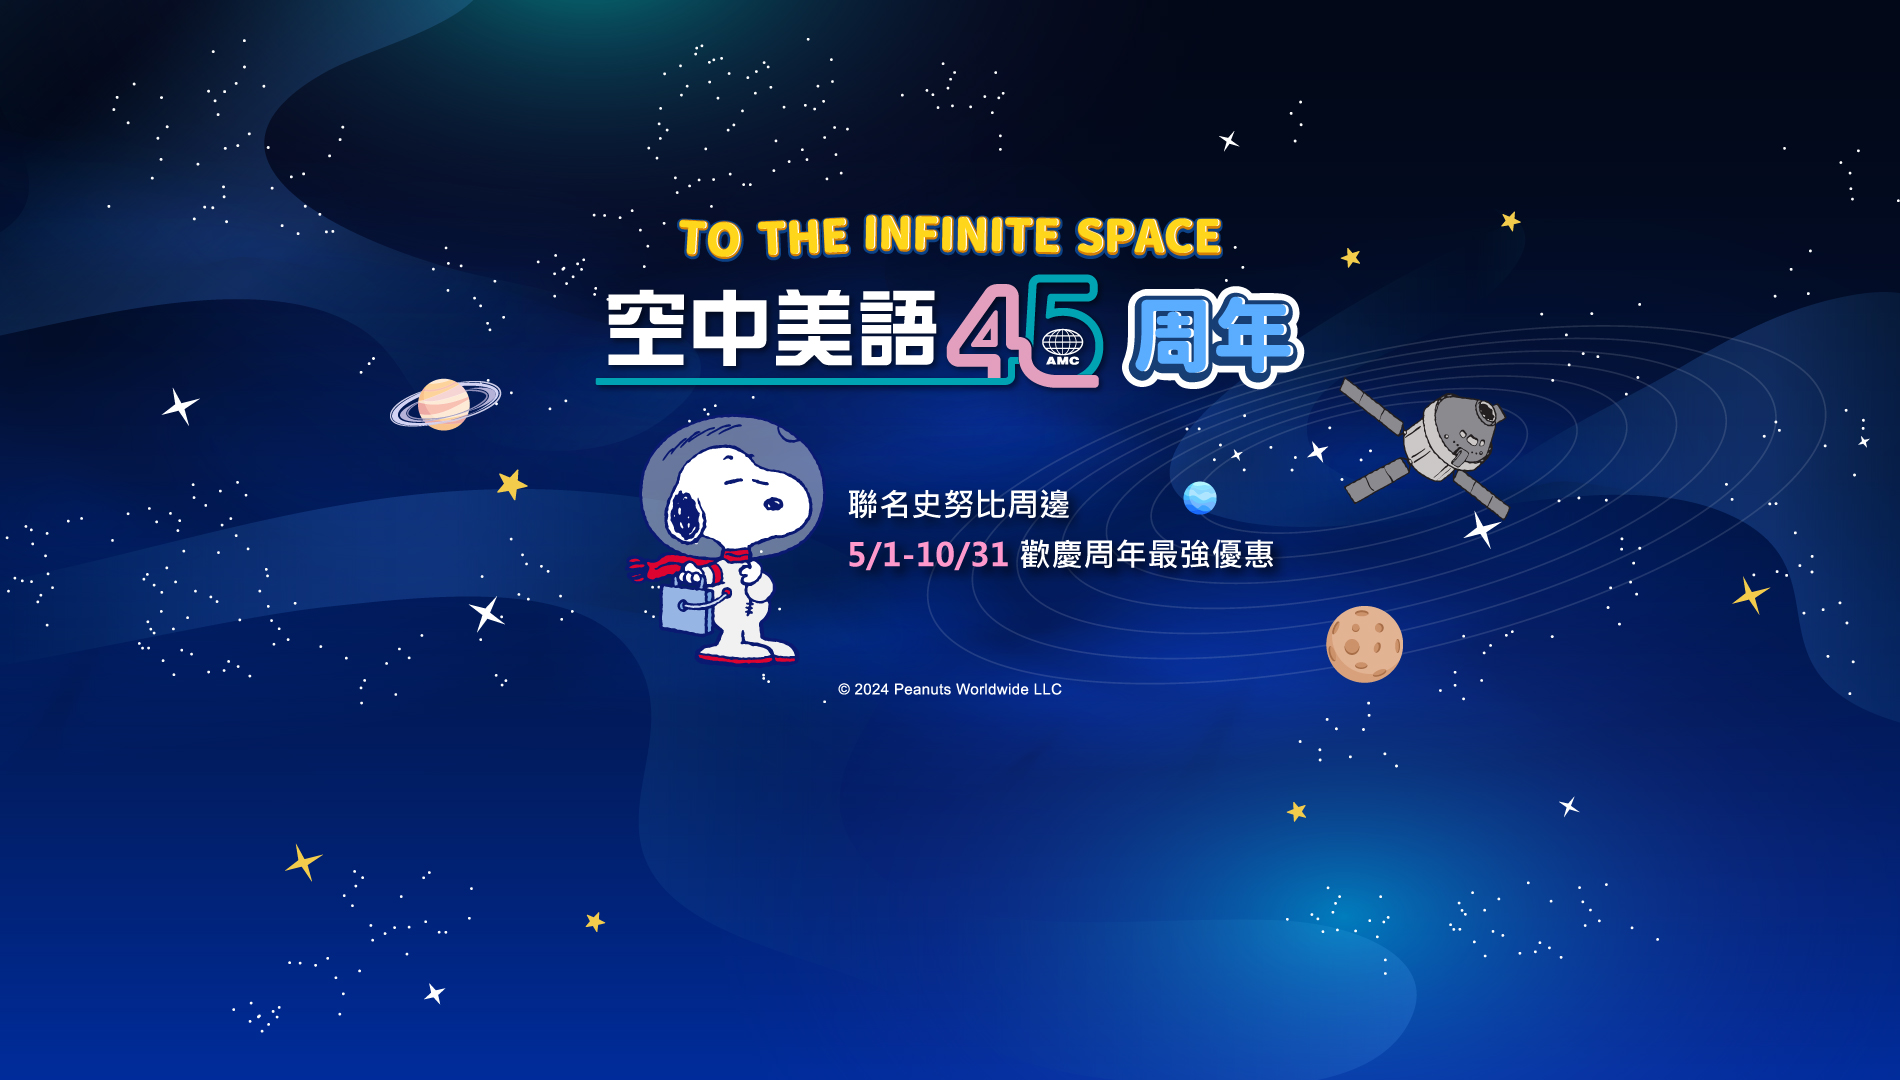 TO THE INFINITE SPACE
空中美語45周年
AMC
聯名史努比周邊
5/1-10/31 歡慶周年最強優惠
© 2024 Peanuts Worldwide LLC